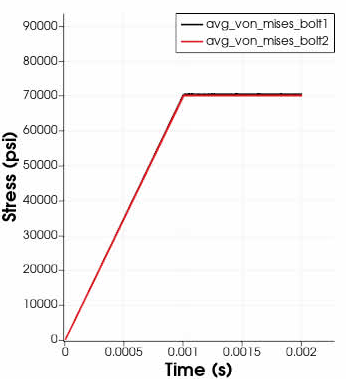 90000
avg_von_mises_bolt1
avg_von_mises_bolt2
80000
70000
60000
50000
40000
30000
20000
10000
0
Stress (psi)
0 0.0005 0.001 0.0015 0.002
Time (s)